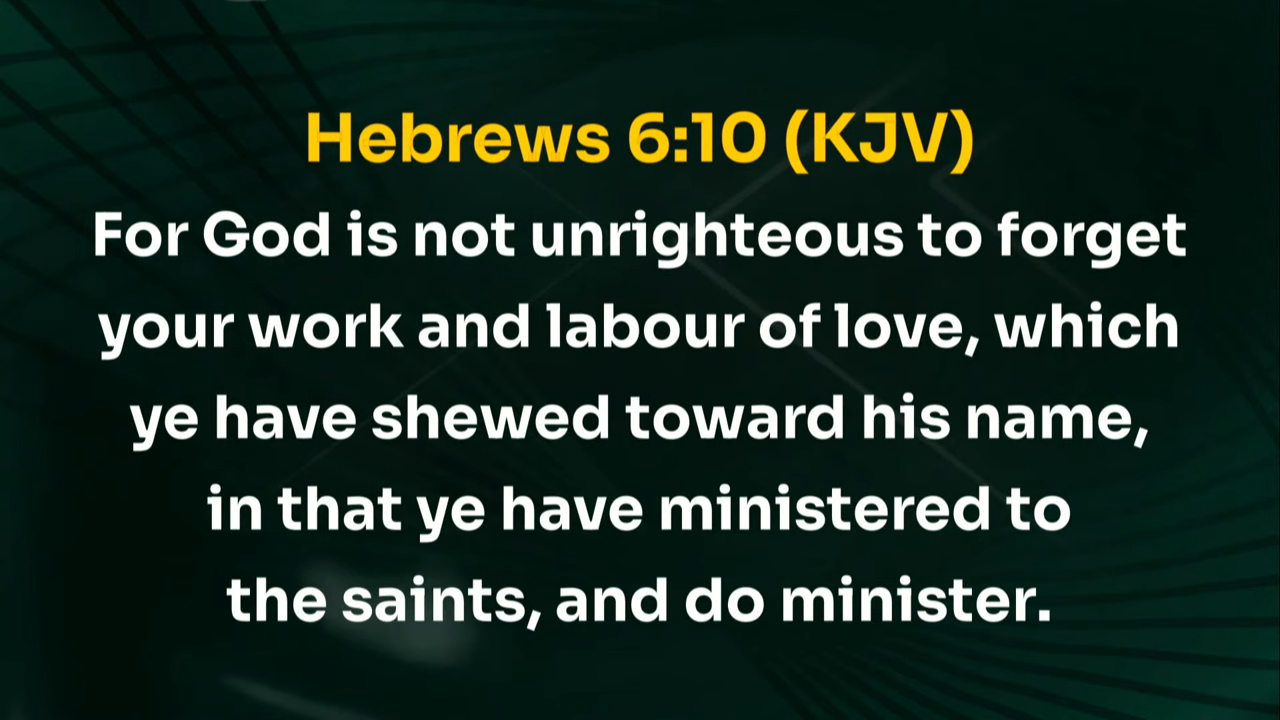 Hebrews 6:10 (KJV)
For God is not unrighteous to forget
your work and labour of love, which
ye have shewed toward his name,
in that ye have ministered to
the saints, and do minister.